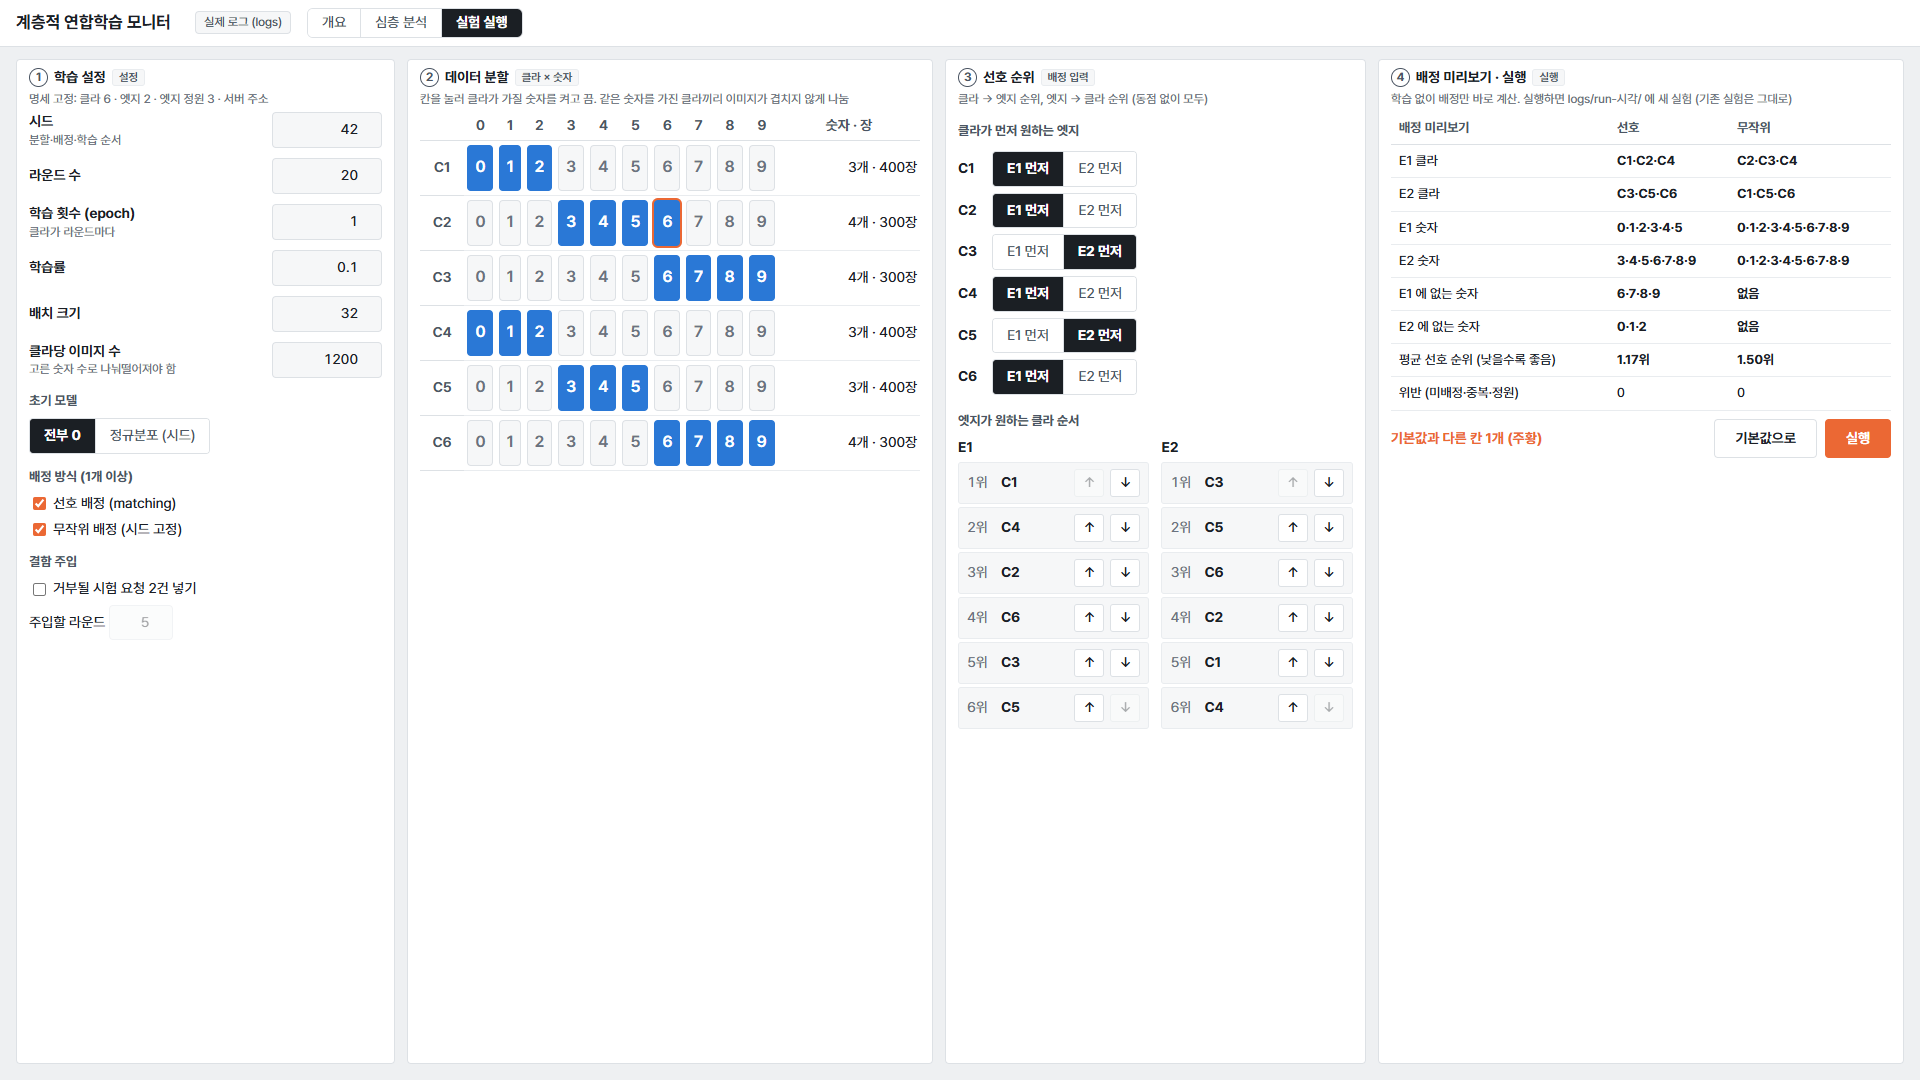 계층적 연합학습 모니터
실제 로그 (logs)
개요
심층 분석
실험 실행
1 학습 설정 설정
명세 고정: 클라 6 · 엣지 2 · 엣지 정원 3 · 서버 주소
시드 42
분할·배정·학습 순서
라운드 수 20
학습 횟수 (epoch) 1
클라가 라운드마다
학습률 0.1
배치 크기 32
클라당 이미지 수 1200
고른 숫자 수로 나눠떨어져야 함
초기 모델
전부 0 정규분포 (시드)
배정 방식 (1개 이상)
선호 배정 (matching)
무작위 배정 (시드 고정)
결함 주입
거부될 시험 요청 2건 넣기
주입할 라운드 5
2 데이터 분할 클라 × 숫자
칸을 눌러 클라가 가질 숫자를 켜고 끔. 같은 숫자를 가진 클라끼리 이미지가 겹치지 않게 나눔
0 1 2 3 4 5 6 7 8 9 숫자 · 장
C1 0 1 2 3 4 5 6 7 8 9 3개 · 400장
C2 0 1 2 3 4 5 6 7 8 9 4개 · 300장
C3 0 1 2 3 4 5 6 7 8 9 4개 · 300장
C4 0 1 2 3 4 5 6 7 8 9 3개 · 400장
C5 0 1 2 3 4 5 6 7 8 9 3개 · 400장
C6 0 1 2 3 4 5 6 7 8 9 4개 · 300장
3 선호 순위 배정 입력
클라 → 엣지 순위, 엣지 → 클라 순위 (동점 없이 모두)
클라가 먼저 원하는 엣지
C1 E1 먼저 E2 먼저
C2 E1 먼저 E2 먼저
C3 E1 먼저 E2 먼저
C4 E1 먼저 E2 먼저
C5 E1 먼저 E2 먼저
C6 E1 먼저 E2 먼저
엣지가 원하는 클라 순서
E1 E2
1위 C1 ↑ ↓ 1위 C3 ↑ ↓
2위 C4 ↑ ↓ 2위 C5 ↑ ↓
3위 C2 ↑ ↓ 3위 C6 ↑ ↓
4위 C6 ↑ ↓ 4위 C2 ↑ ↓
5위 C3 ↑ ↓ 5위 C1 ↑ ↓
6위 C5 ↑ ↓ 6위 C4 ↑ ↓
4 배정 미리보기 · 실행 실행
학습 없이 배정만 바로 계산. 실행하면 logs/run-시각/ 에 새 실험 (기존 실험은 그대로)
배정 미리보기 선호 무작위
E1 클라 C1·C2·C4 C2·C3·C4
E2 클라 C3·C5·C6 C1·C5·C6
E1 숫자 0·1·2·3·4·5 0·1·2·3·4·5·6·7·8·9
E2 숫자 3·4·5·6·7·8·9 0·1·2·3·4·5·6·7·8·9
E1 에 없는 숫자 6·7·8·9 없음
E2 에 없는 숫자 0·1·2 없음
평균 선호 순위 (낮을수록 좋음) 1.17위 1.50위
위반 (미배정·중복·정원) 0 0
기본값과 다른 칸 1개 (주황) 기본값으로 실행